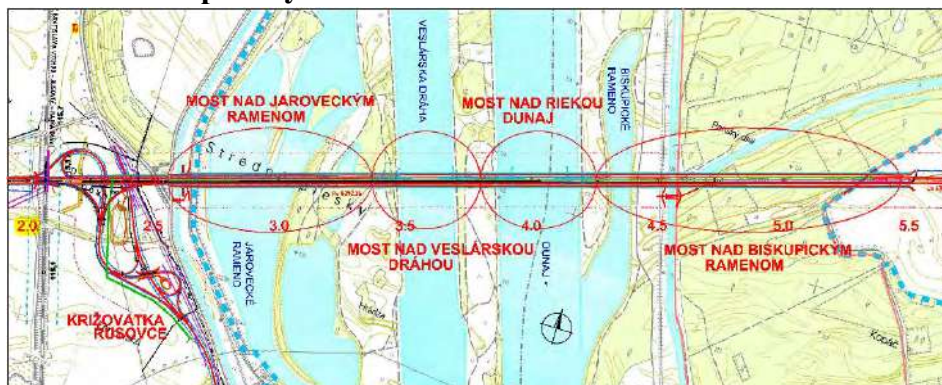 VESLÁRSKA DRÁHA
BISKUPICKÉ
RAMENO
MOST NAD JAROVECKÝM
RAMENOM
MOST NAD RIEKOU
DUNAJ
2.0
2.5
3.0
3.5
4.0
4.5
5.0
5.5
MOST NAD VESLÁRSKOU
DRÁHOU
MOST NAD BISKUPICKÝM
RAMENOM
JAROVECKÉ
RAMENO
DUNAJ
KRIŽOVATKA
RUSOVCE
Kopáč